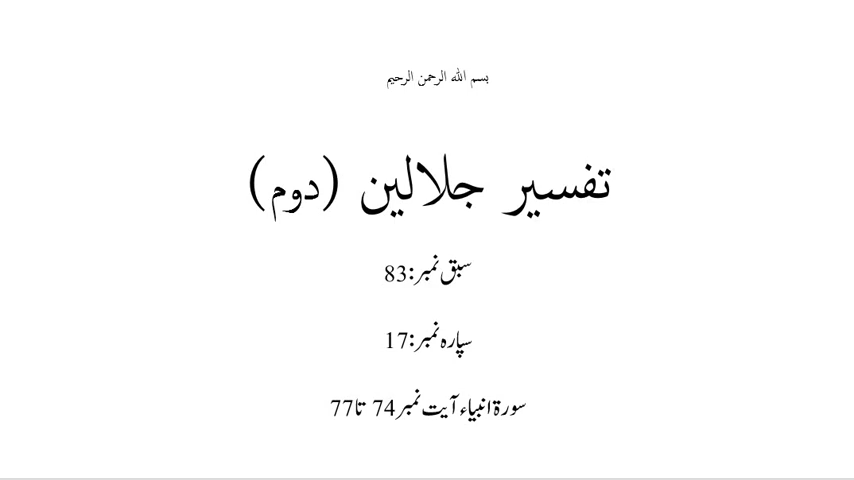 بسم اللہ الرحمن الرحیم
تفسیر جلالین (دوم)
سبق نمبر:83
سپارہ نمبر:17
سورۃ انبیاء آیت نمبر 74 تا 77